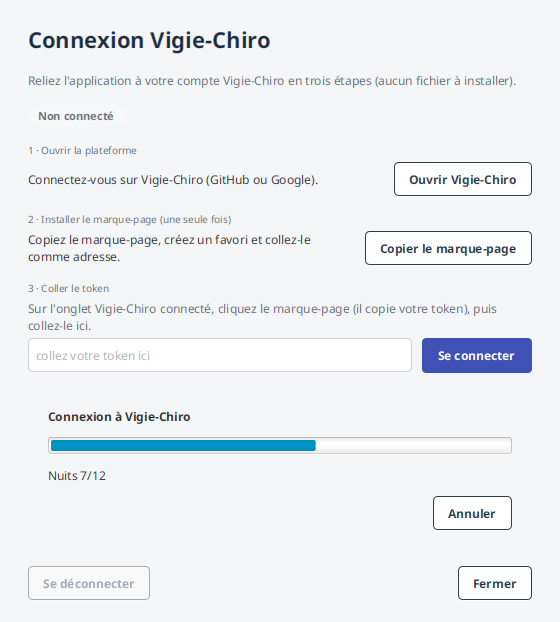 Connexion Vigie-Chiro
Reliez l'application à votre compte Vigie-Chiro en trois étapes (aucun fichier à installer).
Non connecté
1 · Ouvrir la plateforme
Connectez-vous sur Vigie-Chiro (GitHub ou Google).
Ouvrir Vigie-Chiro
2 · Installer le marque-page (une seule fois)
Copiez le marque-page, créez un favori et collez-le
comme adresse.
Copier le marque-page
3 · Coller le token
Sur l'onglet Vigie-Chiro connecté, cliquez le marque-page (il copie votre token), puis
collez-le ici.
collez votre token ici
Se connecter
Connexion à Vigie-Chiro
Nuits 7/12
Annuler
Se déconnecter
Fermer